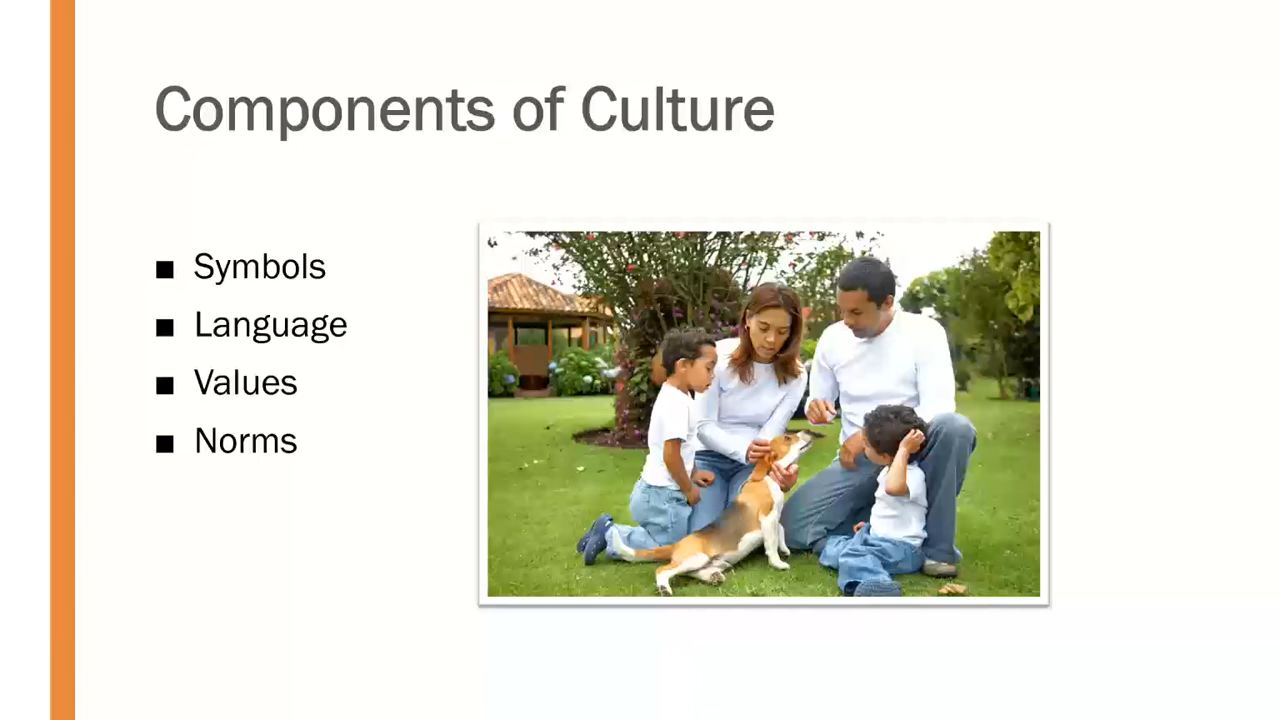 Components of Culture
Symbols
Language
Values
Norms